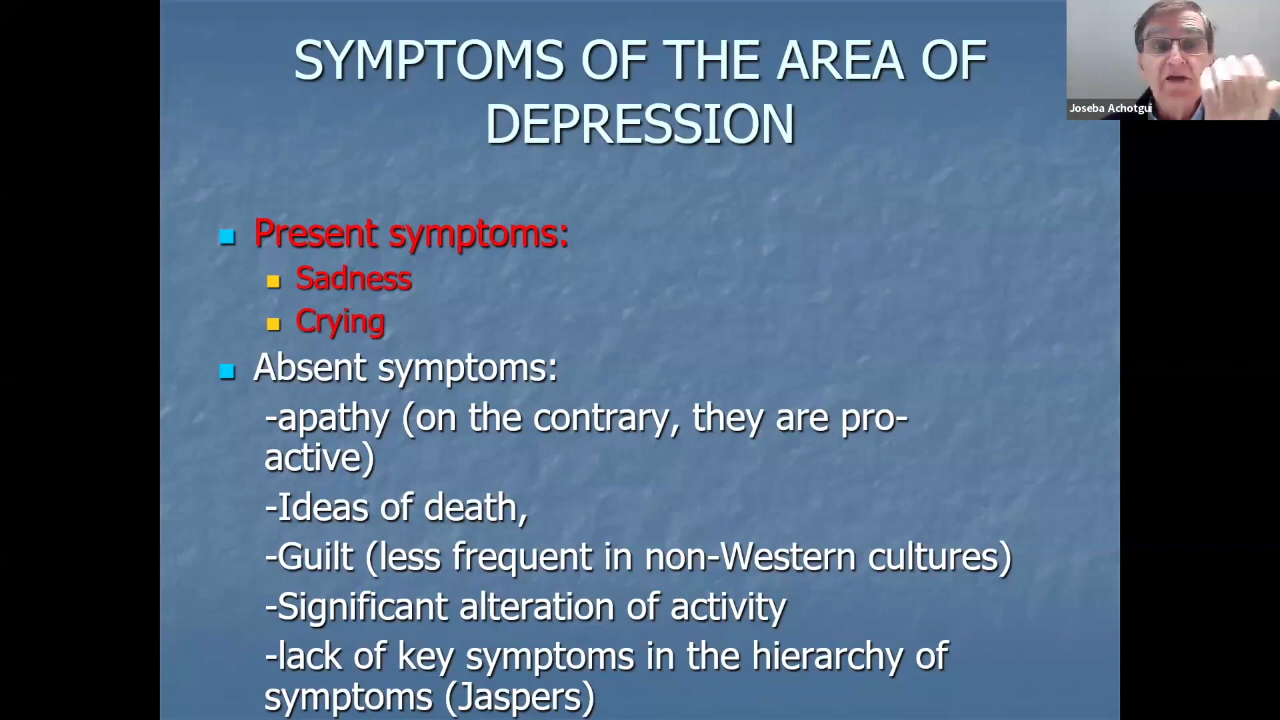 SYMPTOMS OF THE AREA OF
DEPRESSION
Joseba Achotgui
Present symptoms:
Sadness
Crying
Absent symptoms:
-apathy (on the contrary, they are pro-
active)
-Ideas of death,
-Guilt (less frequent in non-Western cultures)
-Significant alteration of activity
-lack of key symptoms in the hierarchy of
symptoms (Jaspers)